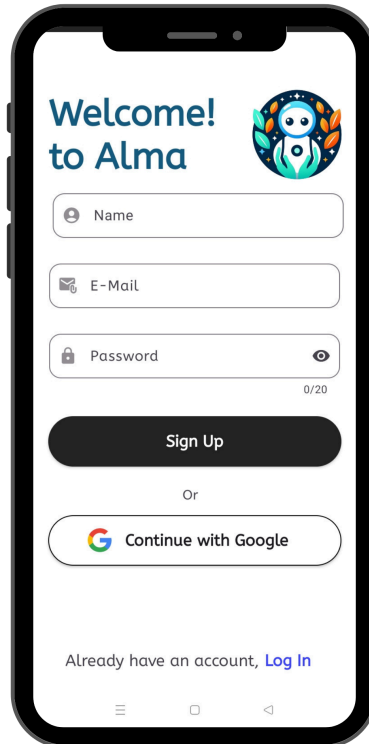 Welcome!
to Alma
Name
E-Mail
Password
0/20
Sign Up
Or
Continue with Google
Already have an account, Log In